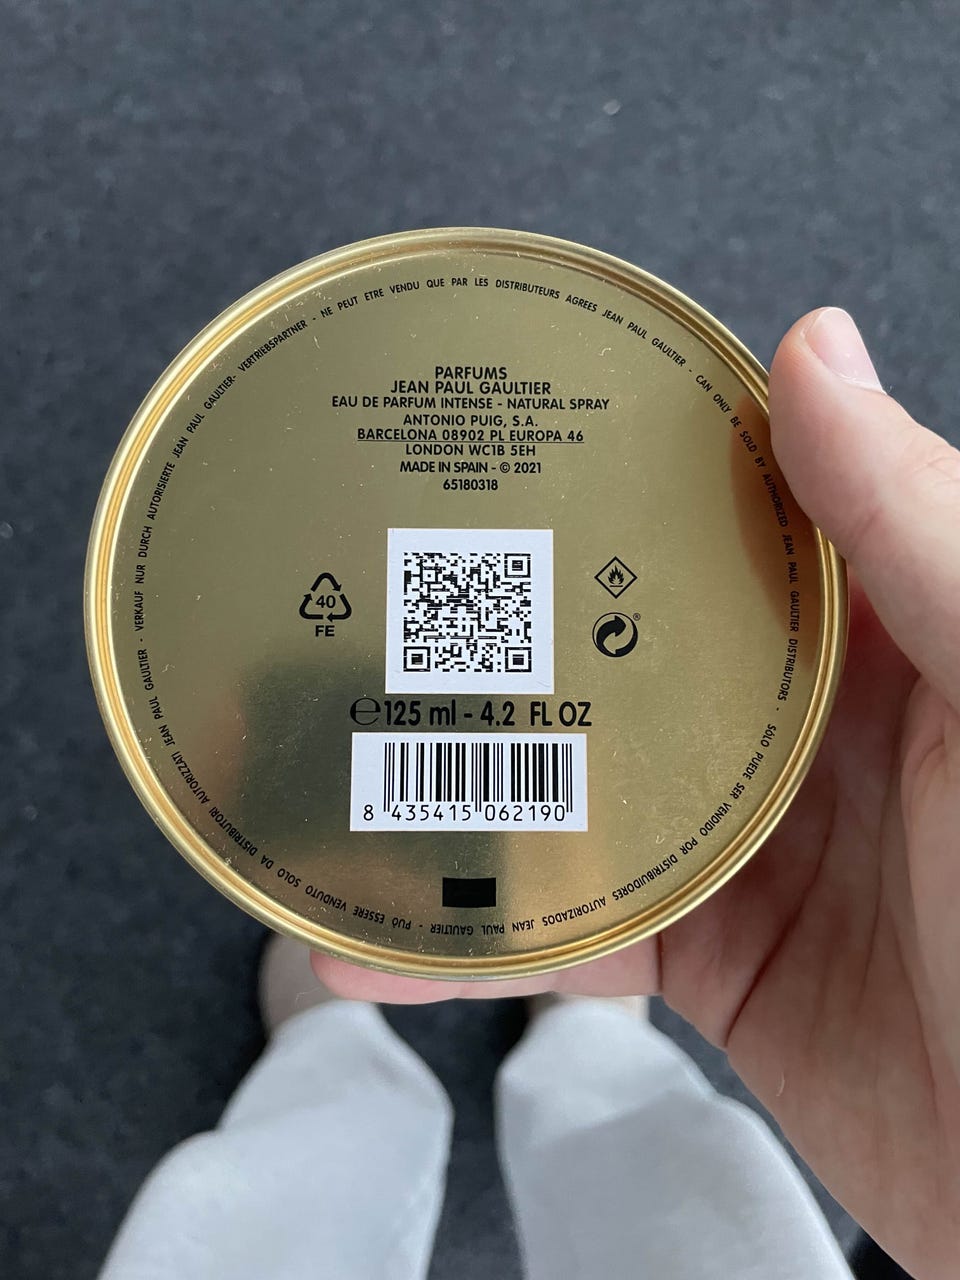 PARFUMS
JEAN PAUL GAULTIER
EAU DE PARFUM INTENSE - NATURAL SPRAY
ANTONIO PUIG, S.A.
BARCELONA 08902 PL EUROPA 46
LONDON WC1B 5EH
MADE IN SPAIN - © 2021
65180318
40
FE
®
℮125 ml - 4.2 FL OZ
8 435415 062190
NE PEUT ETRE VENDU QUE PAR LES DISTRIBUTEURS AGREES JEAN PAUL GAULTIER - CAN ONLY BE SOLD BY AUTHORIZED JEAN PAUL GAULTIER DISTRIBUTORS - SÓLO PUEDE SER VENDIDO POR DISTRIBUIDORES AUTORIZADOS JEAN PAUL GAULTIER - PUÓ ESSERE VENDUTO SOLO DA DISTRIBUTORI AUTORIZZATI JEAN PAUL GAULTIER - VERKAUF NUR DURCH AUTORISIERTE JEAN PAUL GAULTIER- VERTRIEBSPARTNER -